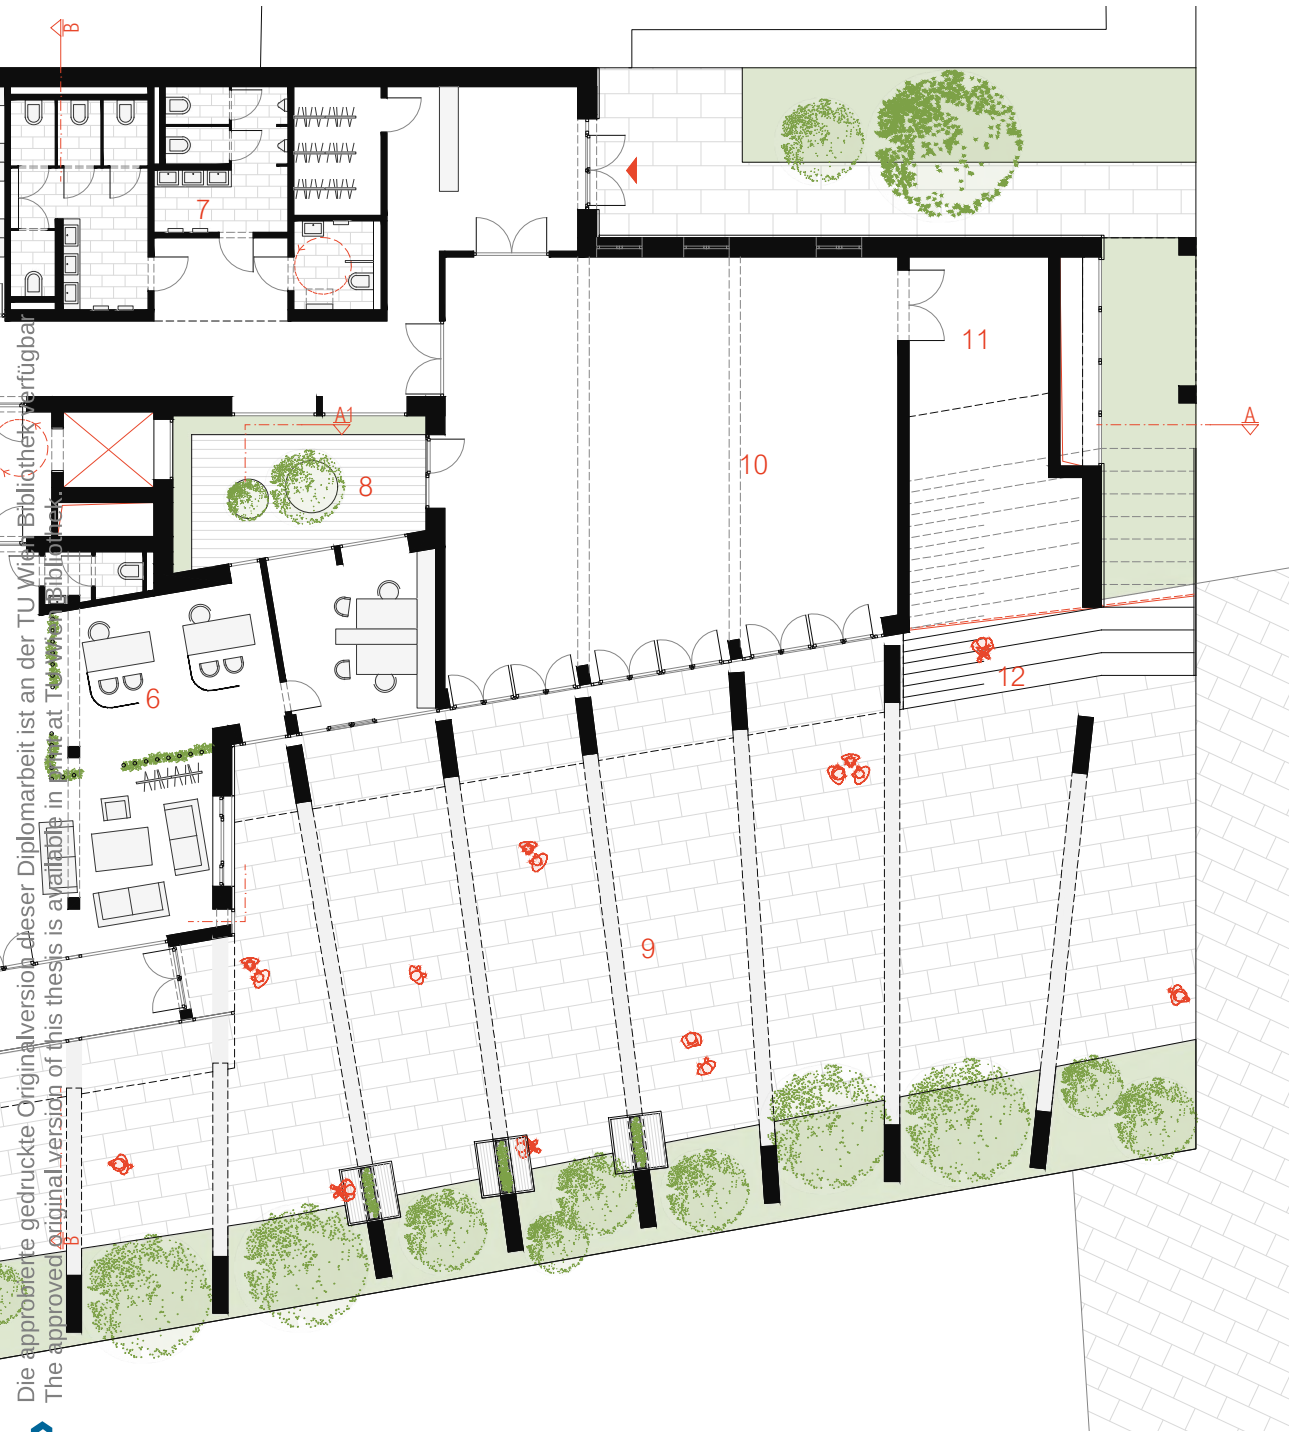 B
7
11
A1
A
10
8
12
6
9
B
Die approbierte gedruckte Originalversion dieser Diplomarbeit ist an der TU Wien Bibliothek verfügbar
The approved original version of this thesis is available in print at TU Wien Bibliothek.